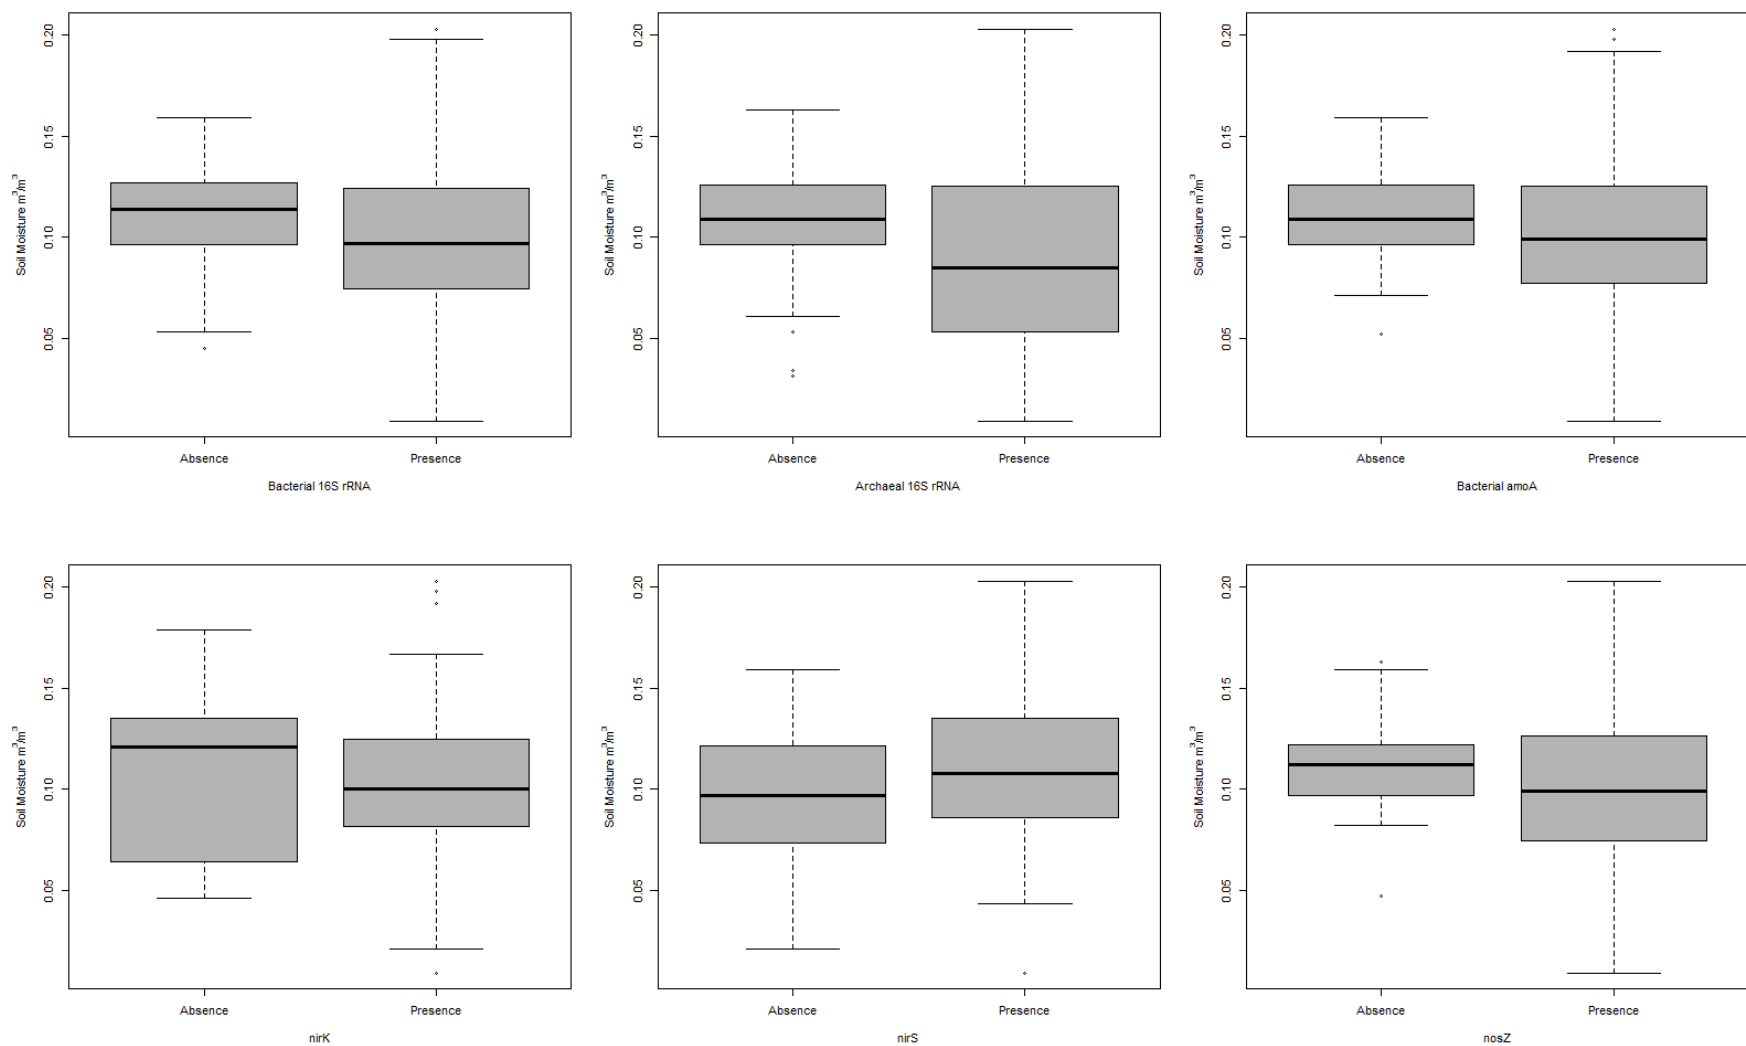 Soil Moisture m³/m³
0.05
0.10
0.15
0.20
Absence
Presence
Bacterial 16S rRNA
Soil Moisture m³/m³
0.05
0.10
0.15
0.20
Absence
Presence
Archaeal 16S rRNA
Soil Moisture m³/m³
0.05
0.10
0.15
0.20
Absence
Presence
Bacterial amoA
Soil Moisture m³/m³
0.05
0.10
0.15
0.20
Absence
Presence
nirK
Soil Moisture m³/m³
0.05
0.10
0.15
0.20
Absence
Presence
nirS
Soil Moisture m³/m³
0.05
0.10
0.15
0.20
Absence
Presence
nosZ